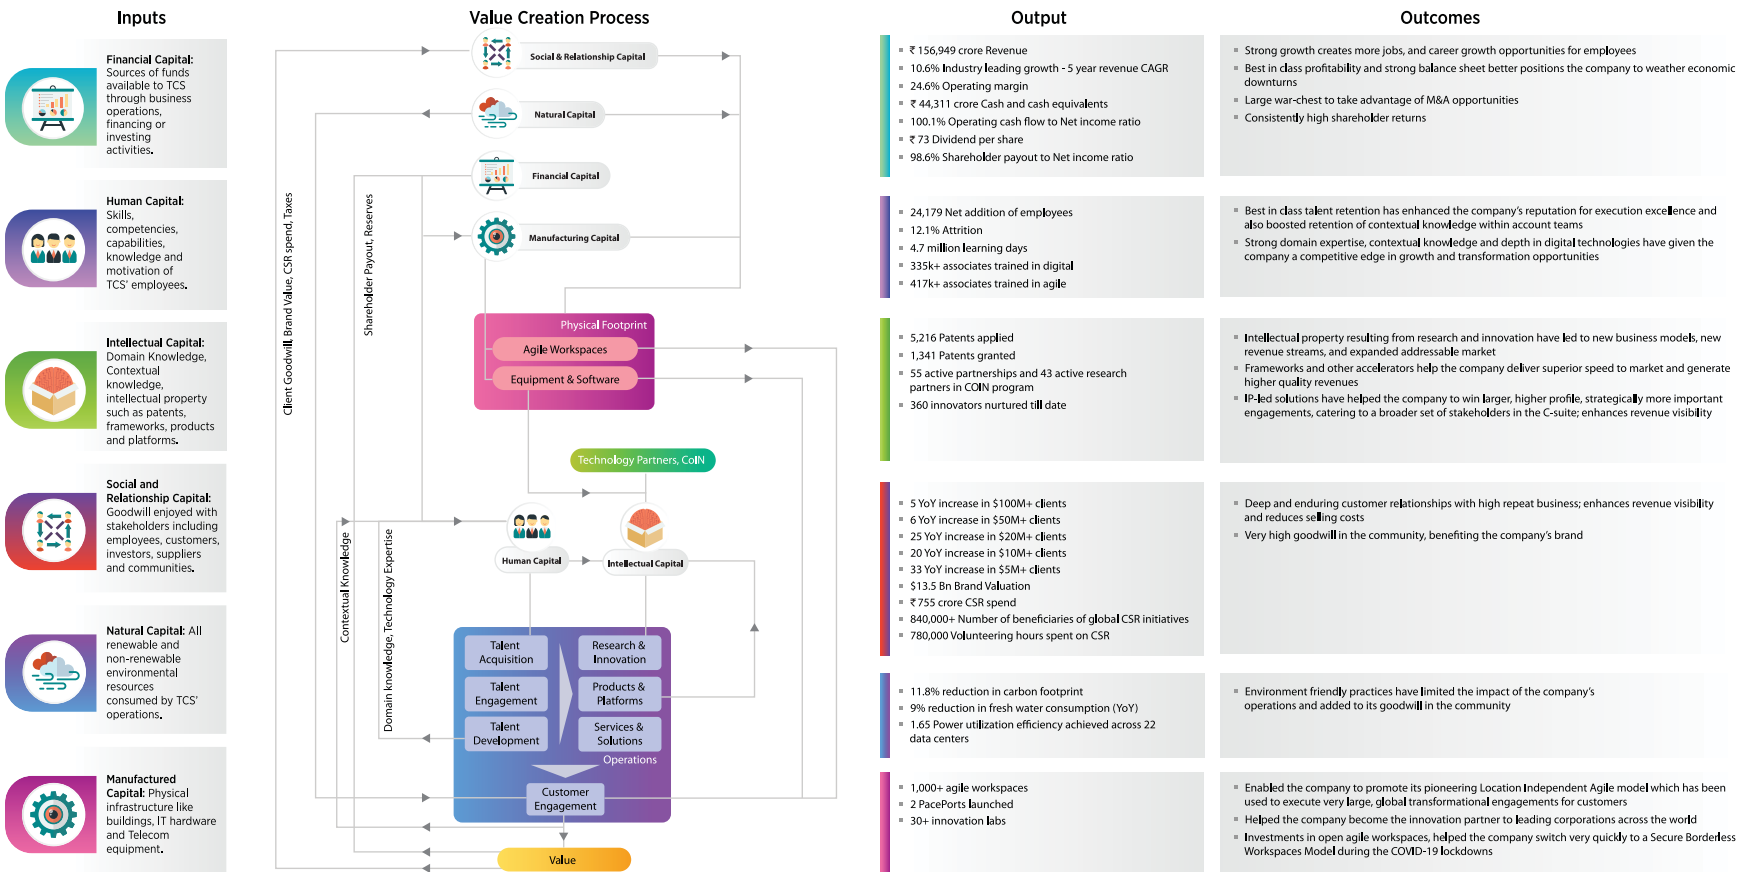 Inputs
Financial Capital:
Sources of funds
available to TCS
through business
operations,
financing or
investing
activities.
Human Capital:
Skills,
competencies,
capabilities,
knowledge and
motivation of
TCS' employees.
Intellectual Capital:
Domain Knowledge,
Contextual
knowledge,
intellectual property
such as patents,
frameworks, products
and platforms.
Social and
Relationship Capital:
Goodwill enjoyed with
stakeholders including
employees, customers,
investors, suppliers
and communities.
Natural Capital: All
renewable and
non-renewable
environmental
resources
consumed by TCS'
operations.
Manufactured
Capital: Physical
infrastructure like
buildings, IT hardware
and Telecom
equipment.
Value Creation Process
Social & Relationship Capital
Natural Capital
Financial Capital
Manufacturing Capital
Client Goodwill, Brand Value, CSR spend, Taxes
Shareholder Payout, Reserves
Physical Footprint
Agile Workspaces
Equipment & Software
Technology Partners, CoIN
Contextual Knowledge
Domain knowledge, Technology Expertise
Human Capital
Intellectual Capital
Talent
Acquisition
Research &
Innovation
Talent
Engagement
Products &
Platforms
Talent
Development
Services &
Solutions
Operations
Customer
Engagement
Value
Output
₹ 156,949 crore Revenue
10.6% Industry leading growth - 5 year revenue CAGR
24.6% Operating margin
₹ 44,311 crore Cash and cash equivalents
100.1% Operating cash flow to Net income ratio
₹ 73 Dividend per share
98.6% Shareholder payout to Net income ratio
24,179 Net addition of employees
12.1% Attrition
4.7 million learning days
335k+ associates trained in digital
417k+ associates trained in agile
5,216 Patents applied
1,341 Patents granted
55 active partnerships and 43 active research
partners in COIN program
360 innovators nurtured till date
5 YoY increase in $100M+ clients
6 YoY increase in $50M+ clients
25 YoY increase in $20M+ clients
20 YoY increase in $10M+ clients
33 YoY increase in $5M+ clients
$13.5 Bn Brand Valuation
₹ 755 crore CSR spend
840,000+ Number of beneficiaries of global CSR initiatives
780,000 Volunteering hours spent on CSR
11.8% reduction in carbon footprint
9% reduction in fresh water consumption (YoY)
1.65 Power utilization efficiency achieved across 22
data centers
1,000+ agile workspaces
2 PacePorts launched
30+ innovation labs
Outcomes
Strong growth creates more jobs, and career growth opportunities for employees
Best in class profitability and strong balance sheet better positions the company to weather economic
downturns
Large war-chest to take advantage of M&A opportunities
Consistently high shareholder returns
Best in class talent retention has enhanced the company's reputation for execution excellence and
also boosted retention of contextual knowledge within account teams
Strong domain expertise, contextual knowledge and depth in digital technologies have given the
company a competitive edge in growth and transformation opportunities
Intellectual property resulting from research and innovation have led to new business models, new
revenue streams, and expanded addressable market
Frameworks and other accelerators help the company deliver superior speed to market and generate
higher quality revenues
IP-led solutions have helped the company to win larger, higher profile, strategically more important
engagements, catering to a broader set of stakeholders in the C-suite; enhances revenue visibility
Deep and enduring customer relationships with high repeat business; enhances revenue visibility
and reduces selling costs
Very high goodwill in the community, benefiting the company's brand
Environment friendly practices have limited the impact of the company's
operations and added to its goodwill in the community
Enabled the company to promote its pioneering Location Independent Agile model which has been
used to execute very large, global transformational engagements for customers
Helped the company become the innovation partner to leading corporations across the world
Investments in open agile workspaces, helped the company switch very quickly to a Secure Borderless
Workspaces Model during the COVID-19 lockdowns